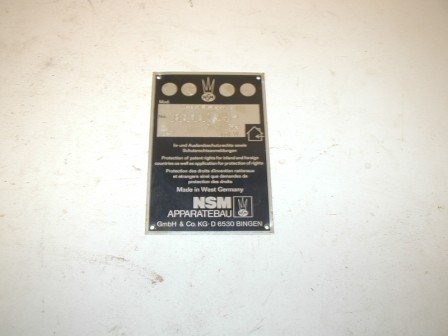 Mod.
No.
In- und Auslandsschutzrechte sowie
Schutzrechtsanmeldungen
Protection of patent rights for inland and foreign
countries as well as application for protection of rights
Protection des droits d'invention nationaux
et étrangers ainsi que demandes de
protection des droits
Made in West Germany
NSM
APPARATEBAU
GmbH & Co. KG · D 6530 BINGEN